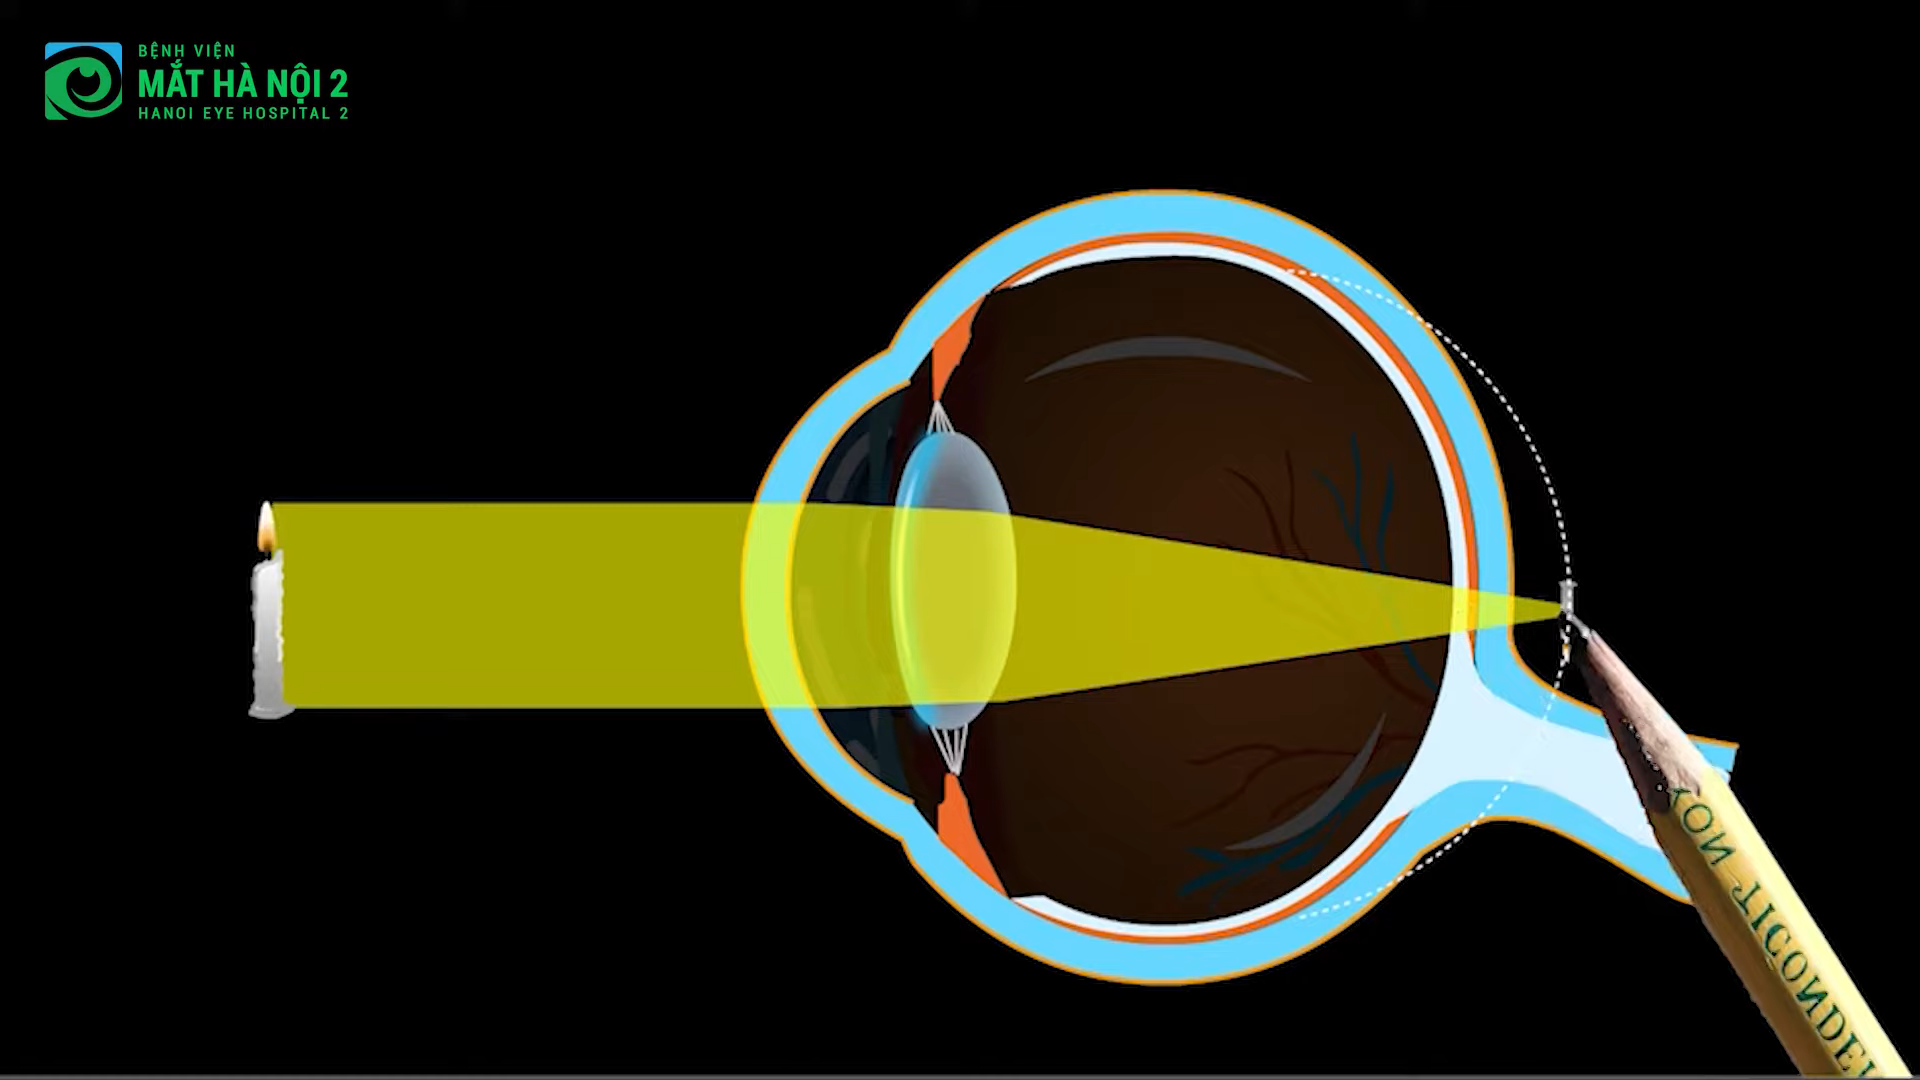 BỆNH VIỆN
MẮT HÀ NỘI 2
HANOI EYE HOSPITAL 2